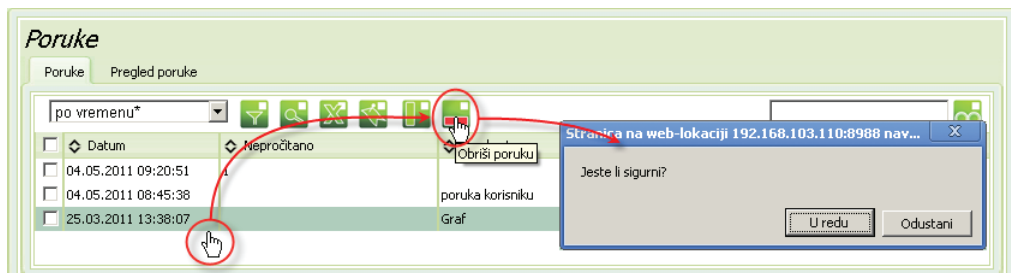 Poruke
Poruke Pregled poruke
po vremenu*
Datum Nepročitano
Obriši poruku
04.05.2011 09:20:51 1
04.05.2011 08:45:38 poruka korisniku
25.03.2011 13:38:07 Graf
Stranica na web-lokaciji 192.168.103.110:8988 nav... X
Jeste li sigurni?
U redu Odustani